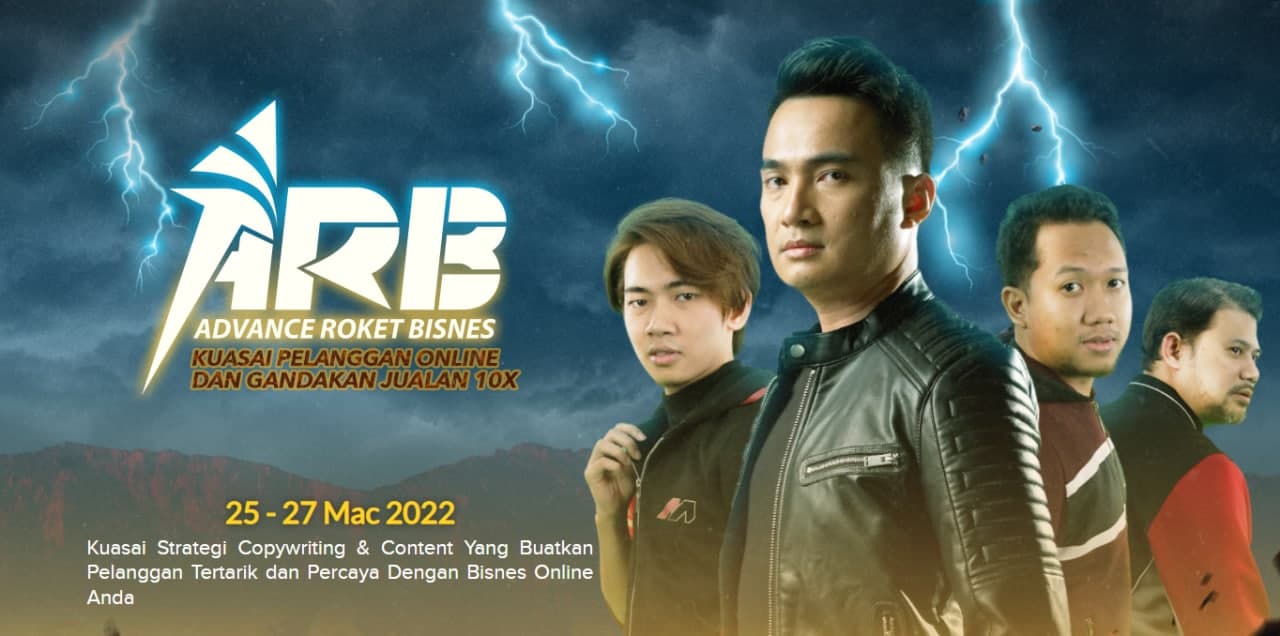 ARB
ADVANCE ROKET BISNES
KUASAI PELANGGAN ONLINE
DAN GANDAKAN JUALAN 10X
25 - 27 Mac 2022
Kuasai Strategi Copywriting & Content Yang Buatkan
Pelanggan Tertarik dan Percaya Dengan Bisnes Online
Anda